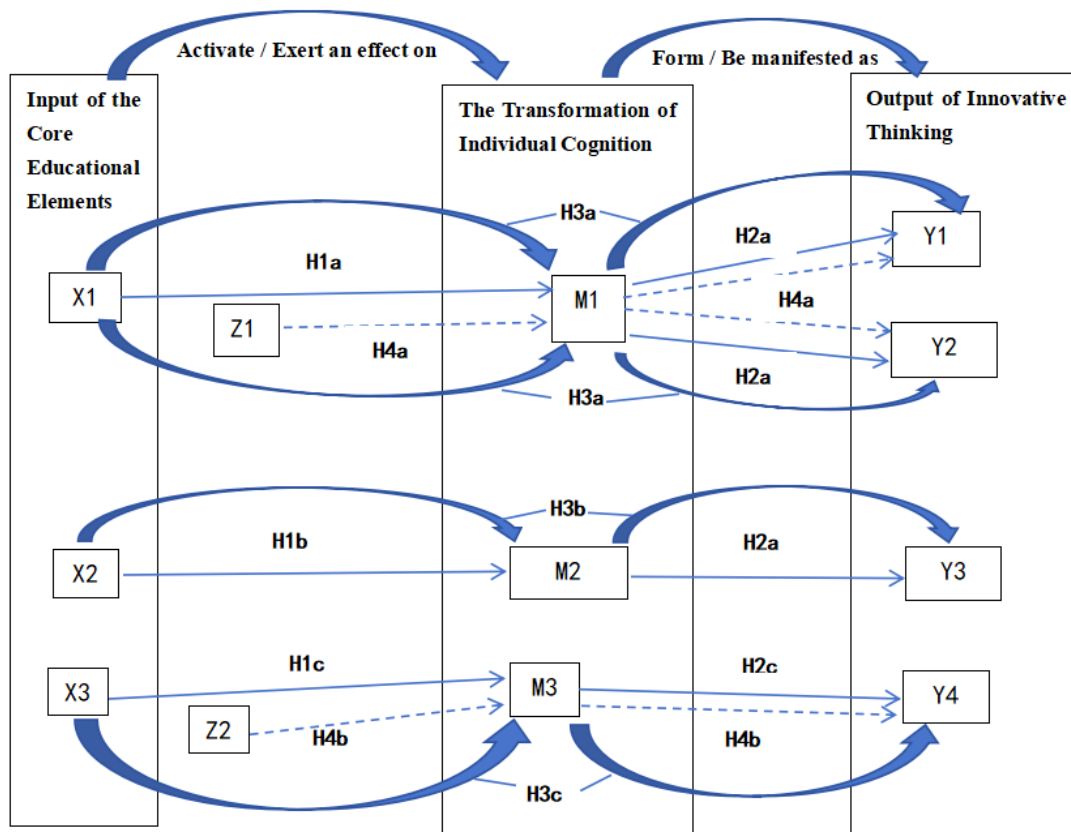 Activate / Exert an effect on
Form / Be manifested as
Input of the
Core
Educational
Elements
The Transformation of
Individual Cognition
Output of Innovative
Thinking
H3a
H2a
Y1
H1a
X1
M1
H4a
Z1
H4a
Y2
H2a
H3a
H3b
H1b
H2a
X2
M2
Y3
H1c
H2c
X3
M3
Y4
Z2
H4b
H4b
H3c